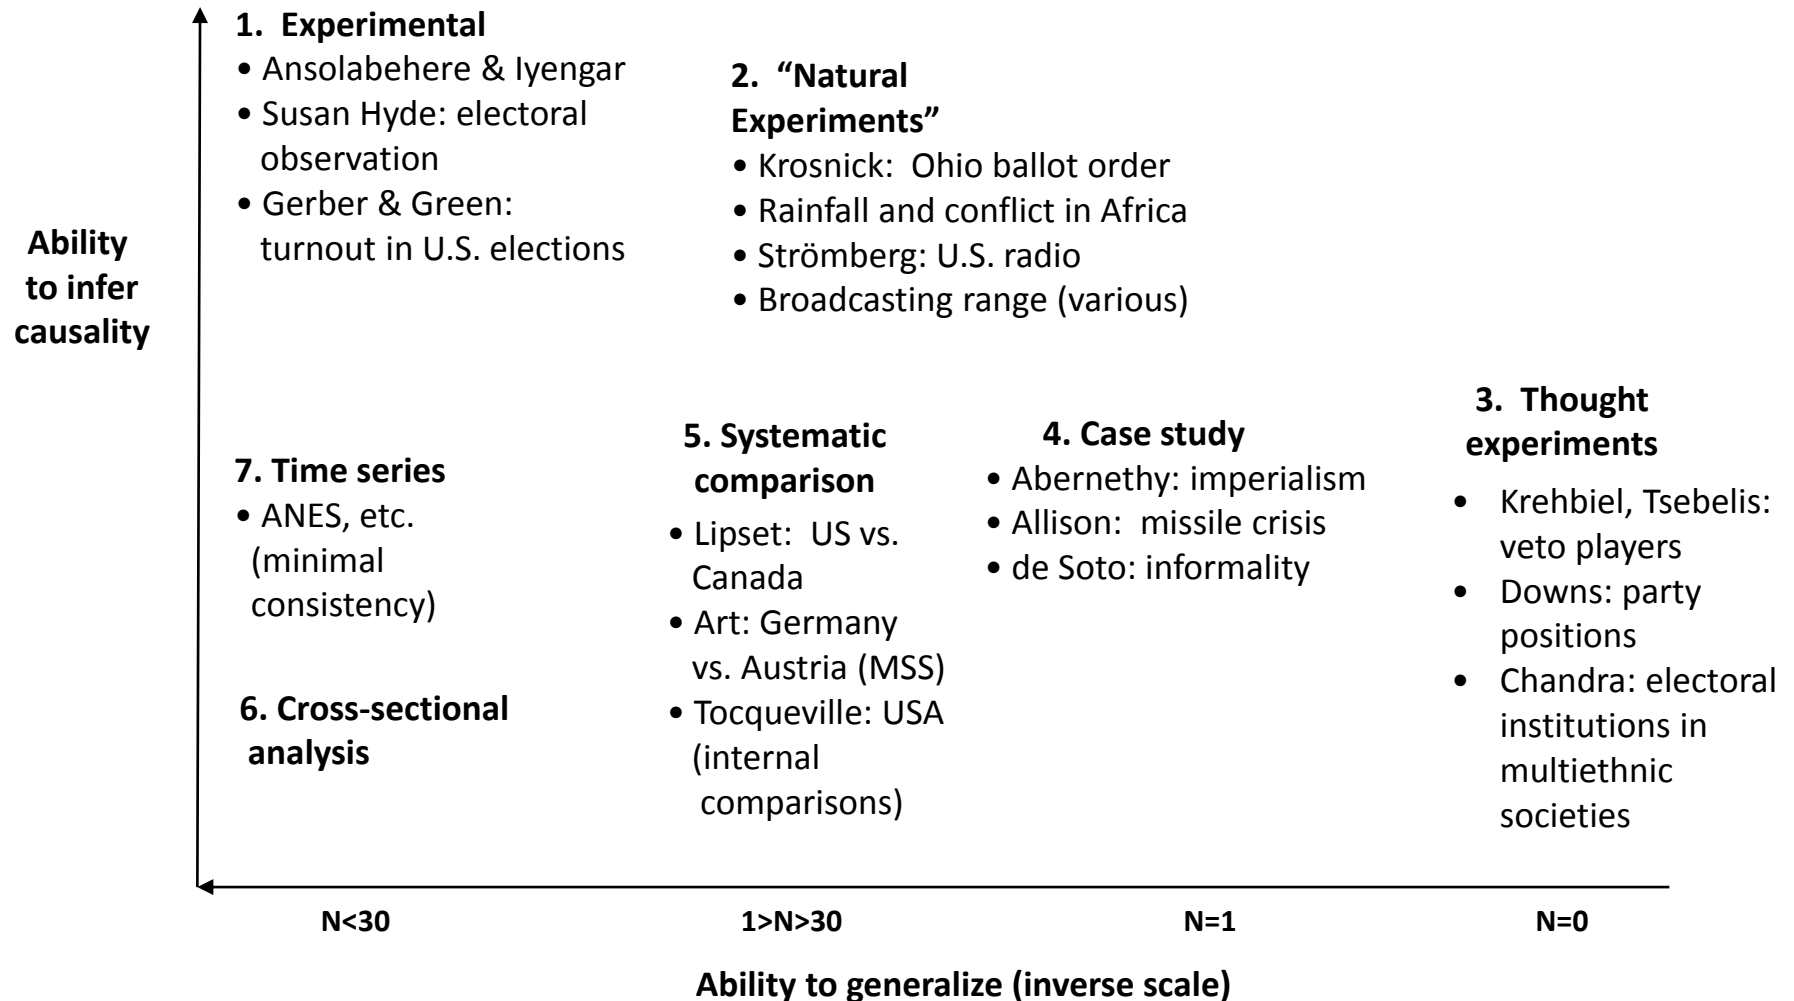 1. Experimental
• Ansolabehere & Iyengar
• Susan Hyde: electoral
observation
• Gerber & Green:
turnout in U.S. elections
2. “Natural
Experiments”
• Krosnick: Ohio ballot order
• Rainfall and conflict in Africa
• Strömberg: U.S. radio
• Broadcasting range (various)
Ability
to infer
causality
3. Thought
experiments
• Krehbiel, Tsebelis:
veto players
• Downs: party
positions
• Chandra: electoral
institutions in
multiethnic
societies
4. Case study
• Abernethy: imperialism
• Allison: missile crisis
• de Soto: informality
5. Systematic
comparison
• Lipset: US vs.
Canada
• Art: Germany
vs. Austria (MSS)
• Tocqueville: USA
(internal
comparisons)
7. Time series
• ANES, etc.
(minimal
consistency)
6. Cross-sectional
analysis
N<30
1>N>30
N=1
N=0
Ability to generalize (inverse scale)